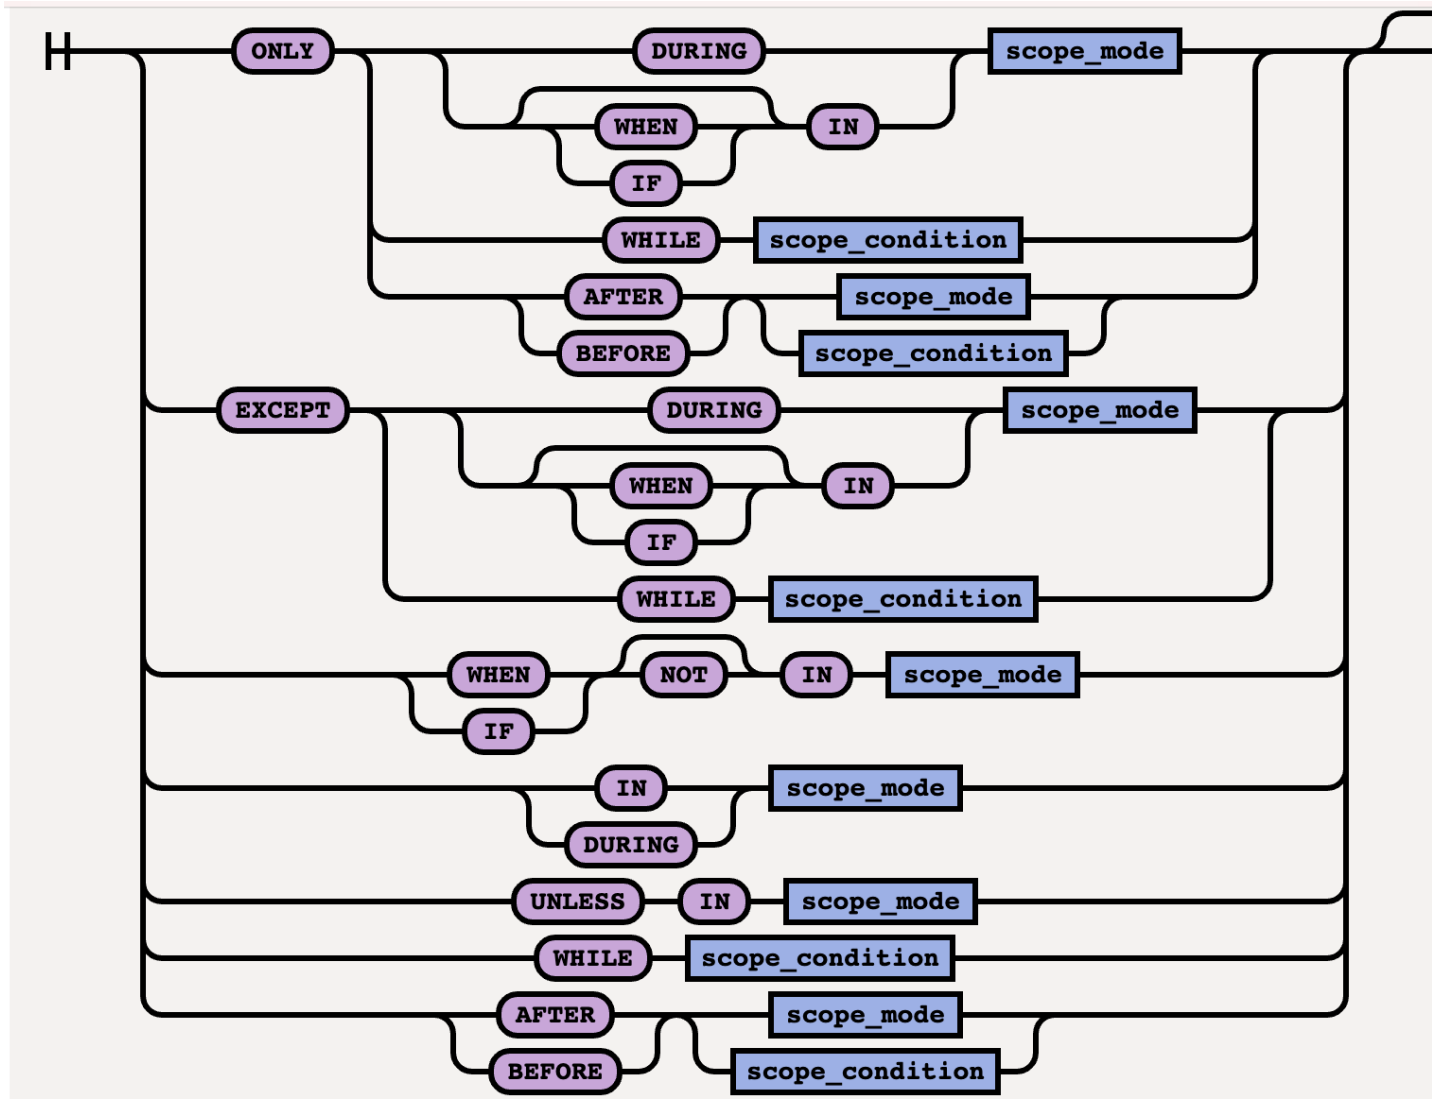 ONLY DURING scope_mode
WHEN IN
IF
WHILE scope_condition
AFTER scope_mode
BEFORE scope_condition
EXCEPT DURING scope_mode
WHEN IN
IF
WHILE scope_condition
WHEN NOT IN scope_mode
IF
IN scope_mode
DURING
UNLESS IN scope_mode
WHILE scope_condition
AFTER scope_mode
BEFORE scope_condition